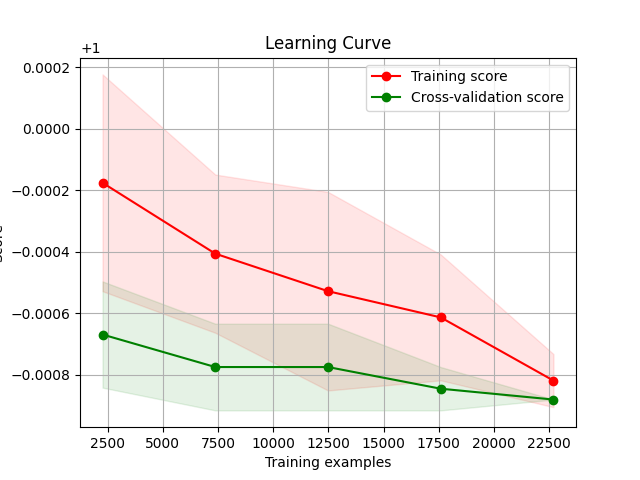 Learning Curve
+1
Training score
Cross-validation score
0.0002
0.0000
−0.0002
−0.0004
−0.0006
−0.0008
2500 5000 7500 10000 12500 15000 17500 20000 22500
Training examples